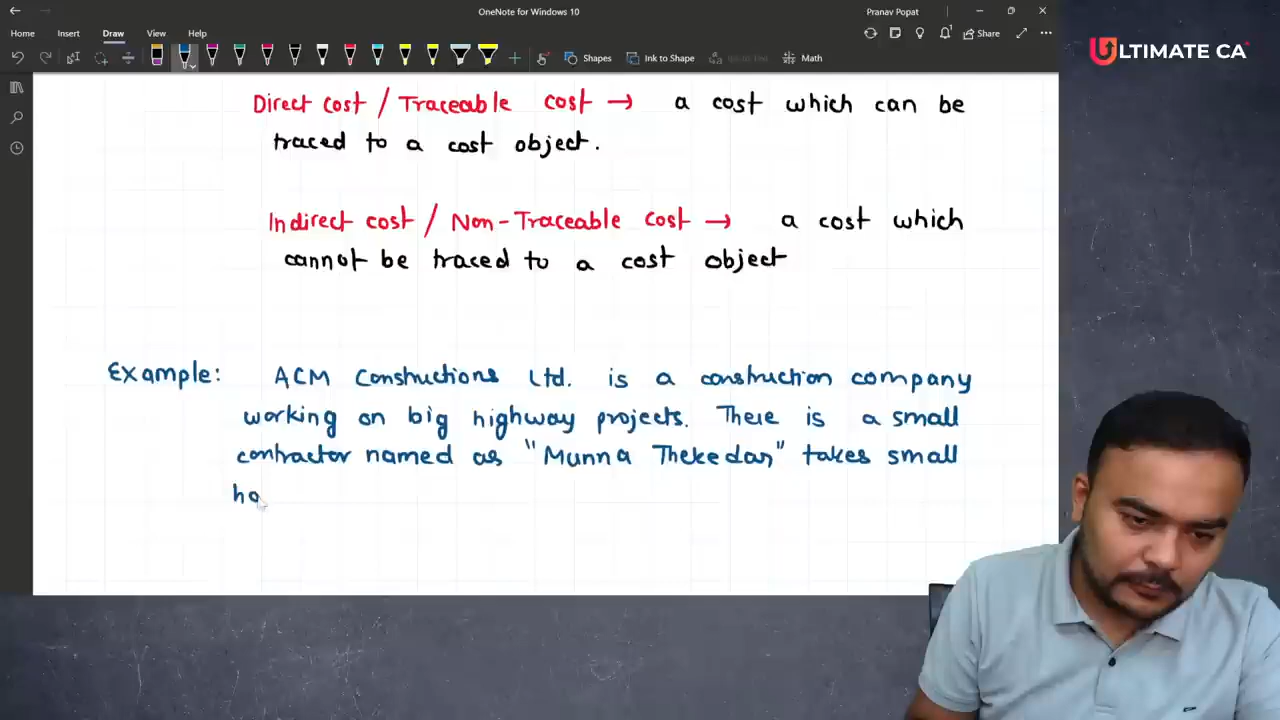 OneNote for Windows 10
Pranav Popat
Home Insert Draw View Help
Share
Shapes Ink to Shape Math
ULTIMATE CA
Direct cost / Traceable cost → a cost which can be
traced to a cost object.
Indirect cost / Non-Traceable cost → a cost which
cannot be traced to a cost object
Example: ACM Constructions Ltd. is a construction company
working on big highway projects. There is a small
contractor named as "Munna Thekedar" takes small
ho